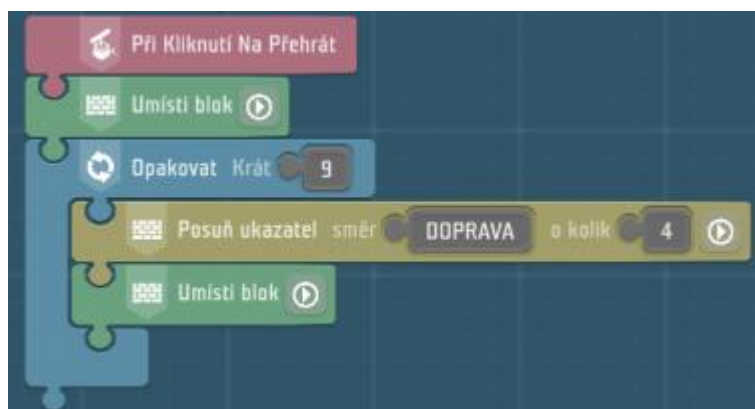 Při Kliknutí Na Přehrát
Umísti blok
Opakovat Krát 9
Posuň ukazatel směr DOPRAVA o kolik 4
Umísti blok